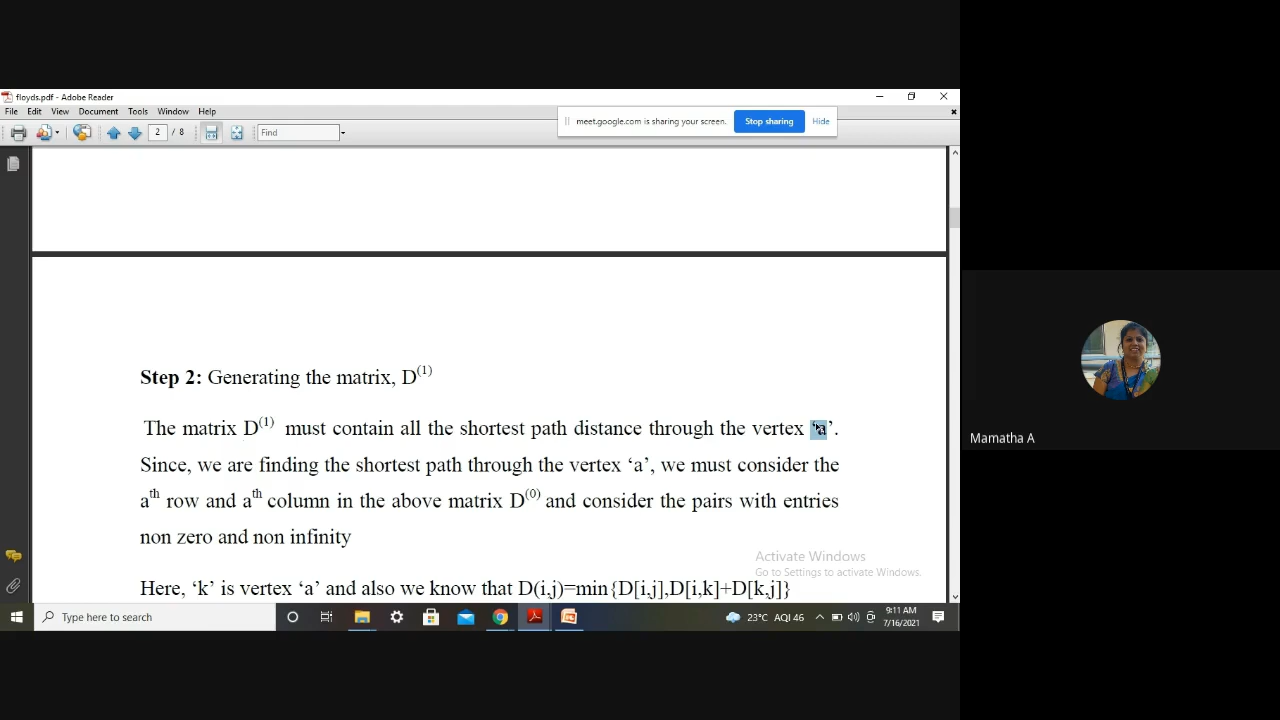 floyds.pdf - Adobe Reader
File Edit View Document Tools Window Help
meet.google.com is sharing your screen. Stop sharing Hide
2 / 8 Find
Step 2: Generating the matrix, D(1)
The matrix D(1) must contain all the shortest path distance through the vertex ‘a’.
Since, we are finding the shortest path through the vertex ‘a’, we must consider the
ath row and ath column in the above matrix D(0) and consider the pairs with entries
non zero and non infinity
Here, ‘k’ is vertex ‘a’ and also we know that D(i,j)=min{D[i,j],D[i,k]+D[k,j]}
Activate Windows
Go to Settings to activate Windows.
Mamatha A
Type here to search
23°C AQI 46
9:11 AM
7/16/2021